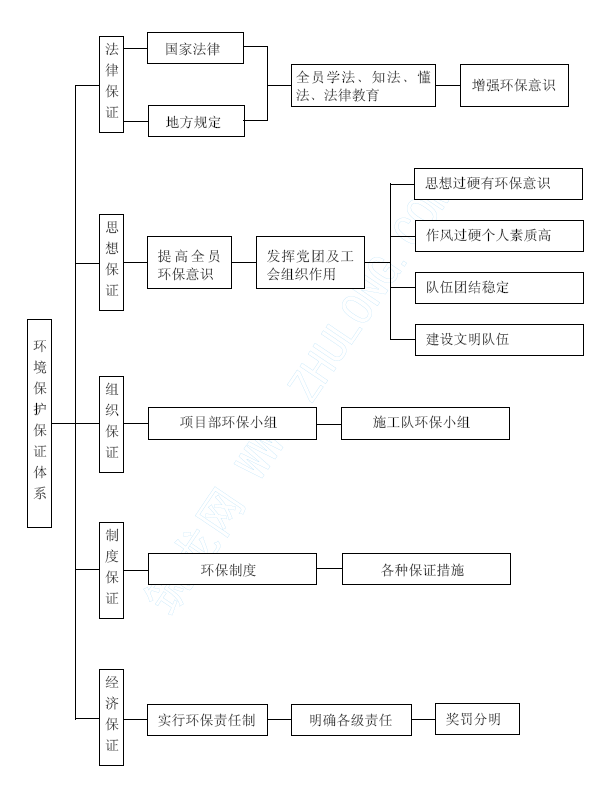 环境保护保证体系
法律保证
国家法律
地方规定
全员学法、知法、懂
法、法律教育
增强环保意识
思想保证
提高全员
环保意识
发挥党团及工
会组织作用
思想过硬有环保意识
作风过硬个人素质高
队伍团结稳定
建设文明队伍
组织保证
项目部环保小组
施工队环保小组
制度保证
环保制度
各种保证措施
经济保证
实行环保责任制
明确各级责任
奖罚分明
筑龙网 WWW.ZHULONG.COM